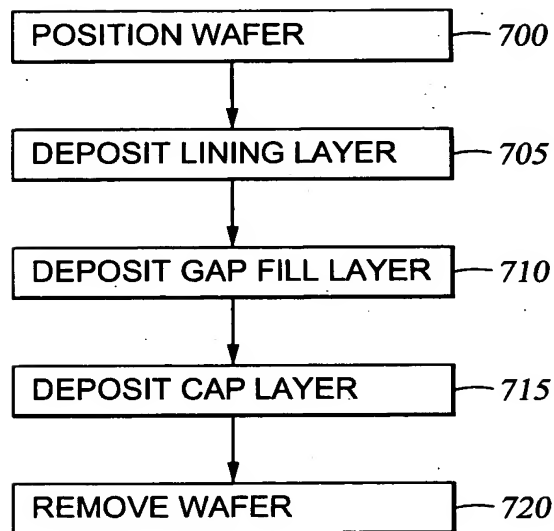 POSITION WAFER 700
DEPOSIT LINING LAYER 705
DEPOSIT GAP FILL LAYER 710
DEPOSIT CAP LAYER 715
REMOVE WAFER 720